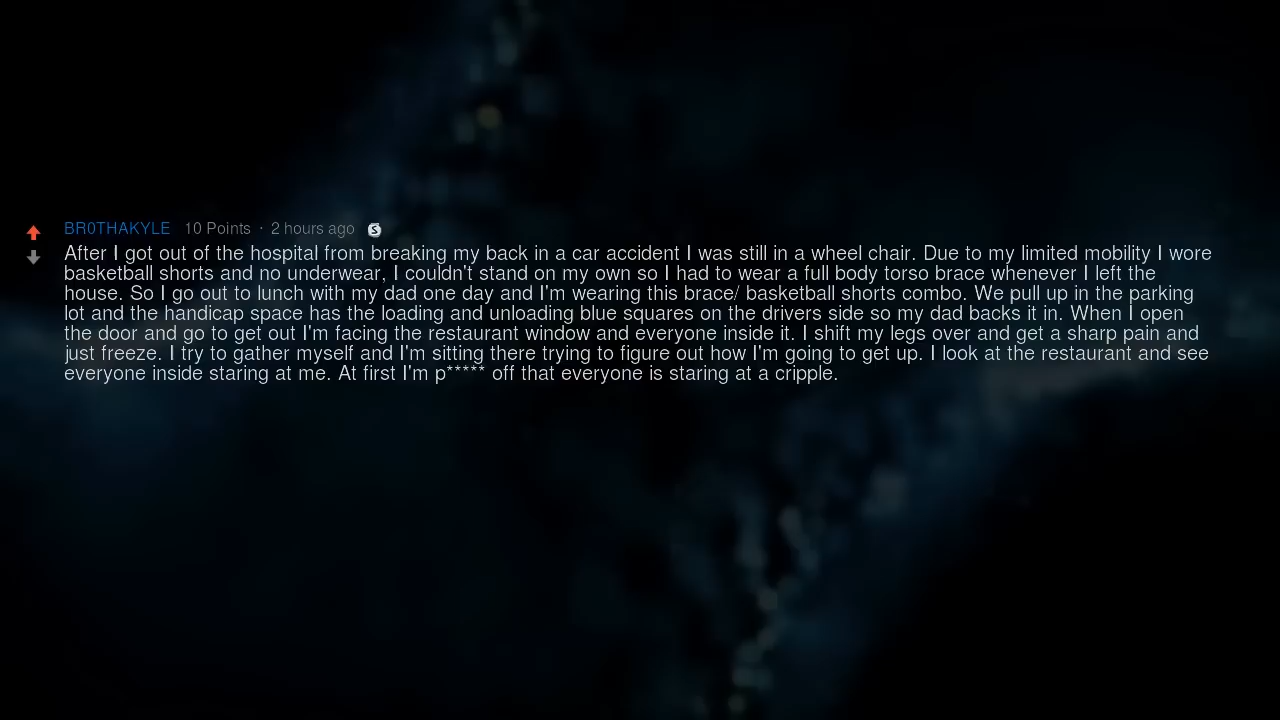 BR0THAKYLE 10 Points · 2 hours ago S
After I got out of the hospital from breaking my back in a car accident I was still in a wheel chair. Due to my limited mobility I wore
basketball shorts and no underwear, I couldn't stand on my own so I had to wear a full body torso brace whenever I left the
house. So I go out to lunch with my dad one day and I'm wearing this brace/ basketball shorts combo. We pull up in the parking
lot and the handicap space has the loading and unloading blue squares on the drivers side so my dad backs it in. When I open
the door and go to get out I'm facing the restaurant window and everyone inside it. I shift my legs over and get a sharp pain and
just freeze. I try to gather myself and I'm sitting there trying to figure out how I'm going to get up. I look at the restaurant and see
everyone inside staring at me. At first I'm p***** off that everyone is staring at a cripple.